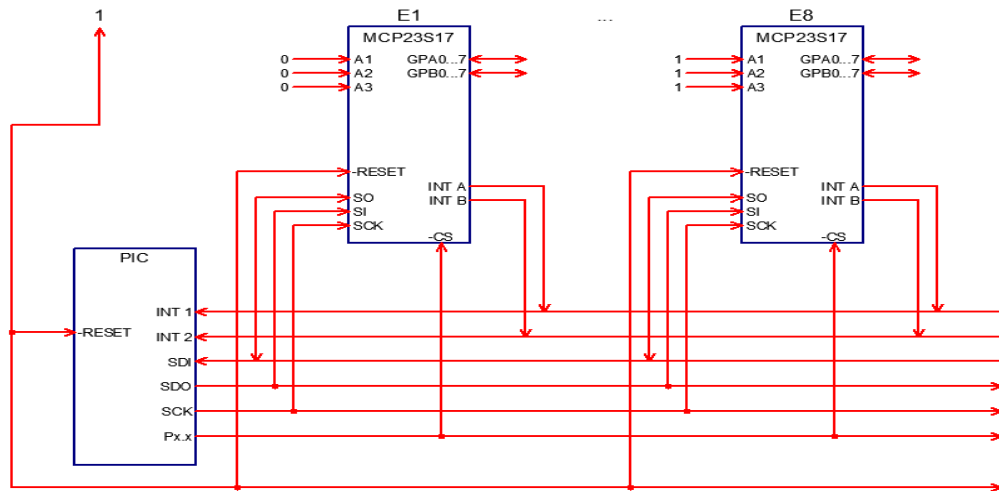 1
E1
...
E8
MCP23S17
0 A1 GPA0...7
0 A2 GPB0...7
0 A3
-RESET
INT A
SO INT B
SI
SCK
-CS
MCP23S17
1 A1 GPA0...7
1 A2 GPB0...7
1 A3
-RESET
INT A
SO INT B
SI
SCK
-CS
PIC
INT 1
-RESET
INT 2
SDI
SDO
SCK
Px.x